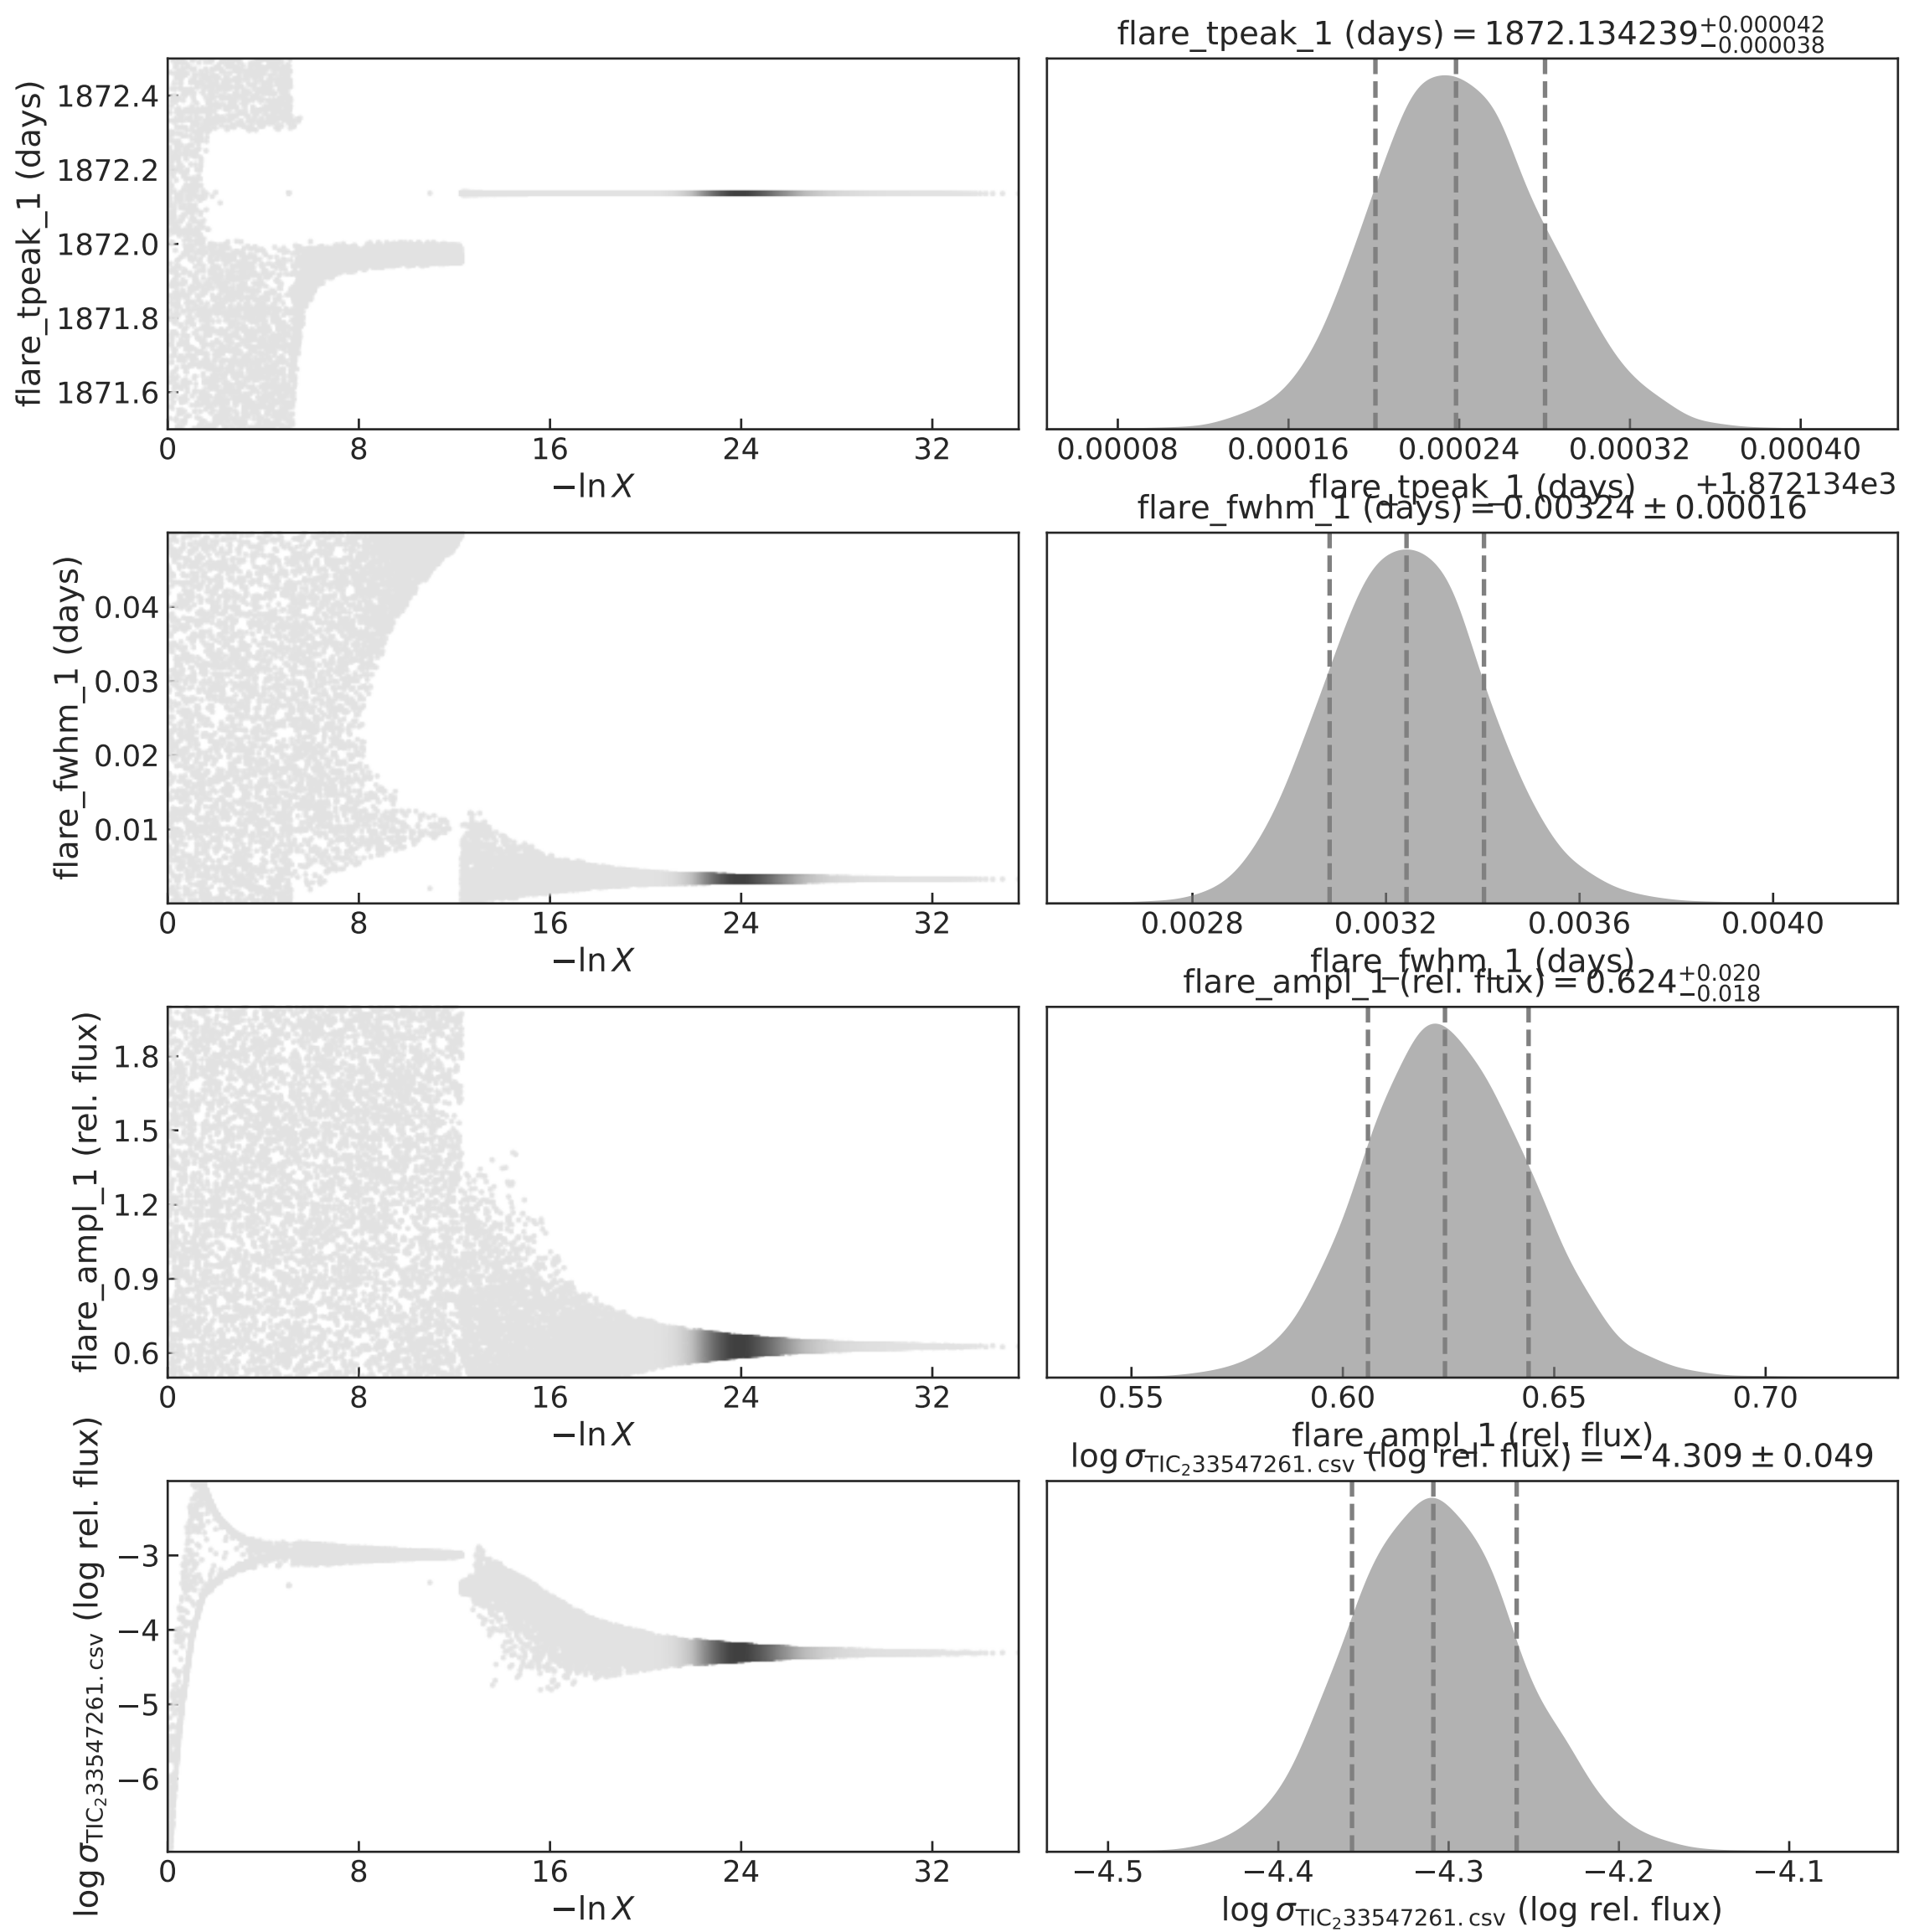 flare_tpeak_1 (days) = 1872.134239 +0.000042 −0.000038
flare_tpeak_1 (days)
1872.4
1872.2
1872.0
1871.8
1871.6
0 8 16 24 32
−ln X
0.00008 0.00016 0.00024 0.00032 0.00040
flare_tpeak_1 (days)
+1.872134e3
flare_fwhm_1 (days) = 0.00324 ± 0.00016
flare_fwhm_1 (days)
0.04
0.03
0.02
0.01
0 8 16 24 32
−ln X
0.0028 0.0032 0.0036 0.0040
flare_fwhm_1 (days)
flare_ampl_1 (rel. flux) = 0.624 +0.020 −0.018
flare_ampl_1 (rel. flux)
1.8
1.5
1.2
0.9
0.6
0 8 16 24 32
−ln X
0.55 0.60 0.65 0.70
flare_ampl_1 (rel. flux)
log σTIC₂33547261.csv (log rel. flux) = −4.309 ± 0.049
log σTIC₂33547261.csv (log rel. flux)
−3
−4
−5
−6
0 8 16 24 32
−ln X
−4.5 −4.4 −4.3 −4.2 −4.1
log σTIC₂33547261.csv (log rel. flux)